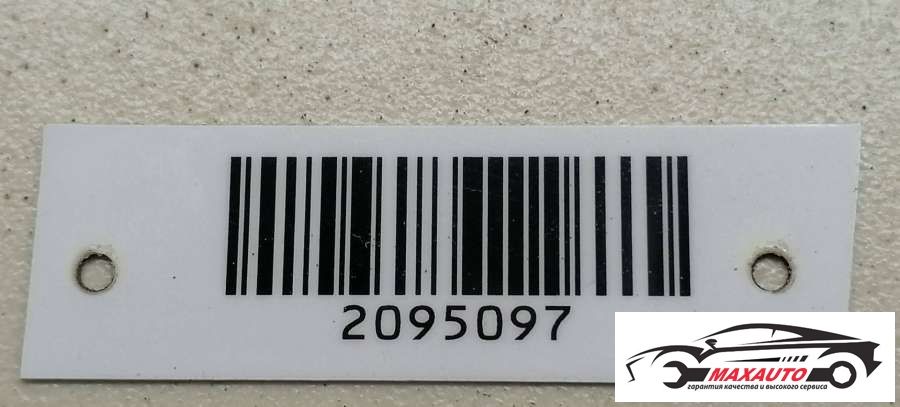 2095097
MAXAUTO
гарантия качества и высокого сервиса